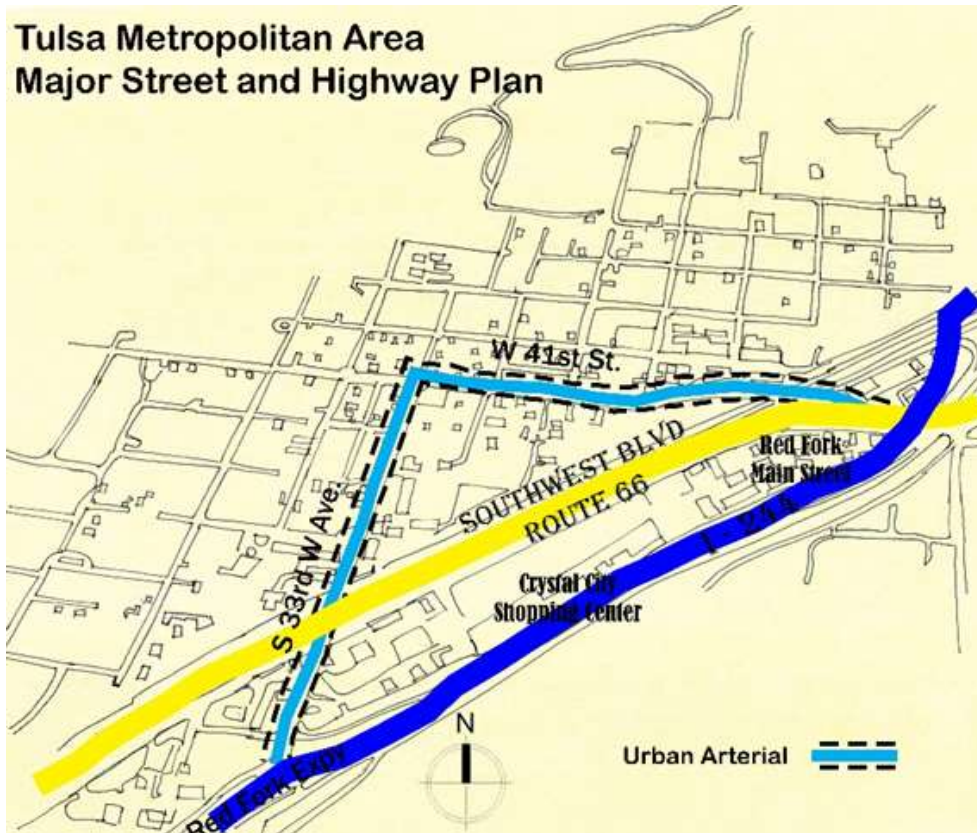 Tulsa Metropolitan Area
Major Street and Highway Plan
W 41st St.
SOUTHWEST BLVD
ROUTE 66
Red Fork
Main Street
I - 244
S 33rd W Ave.
Crystal City
Shopping Center
N
Urban Arterial
Red Fork Expy